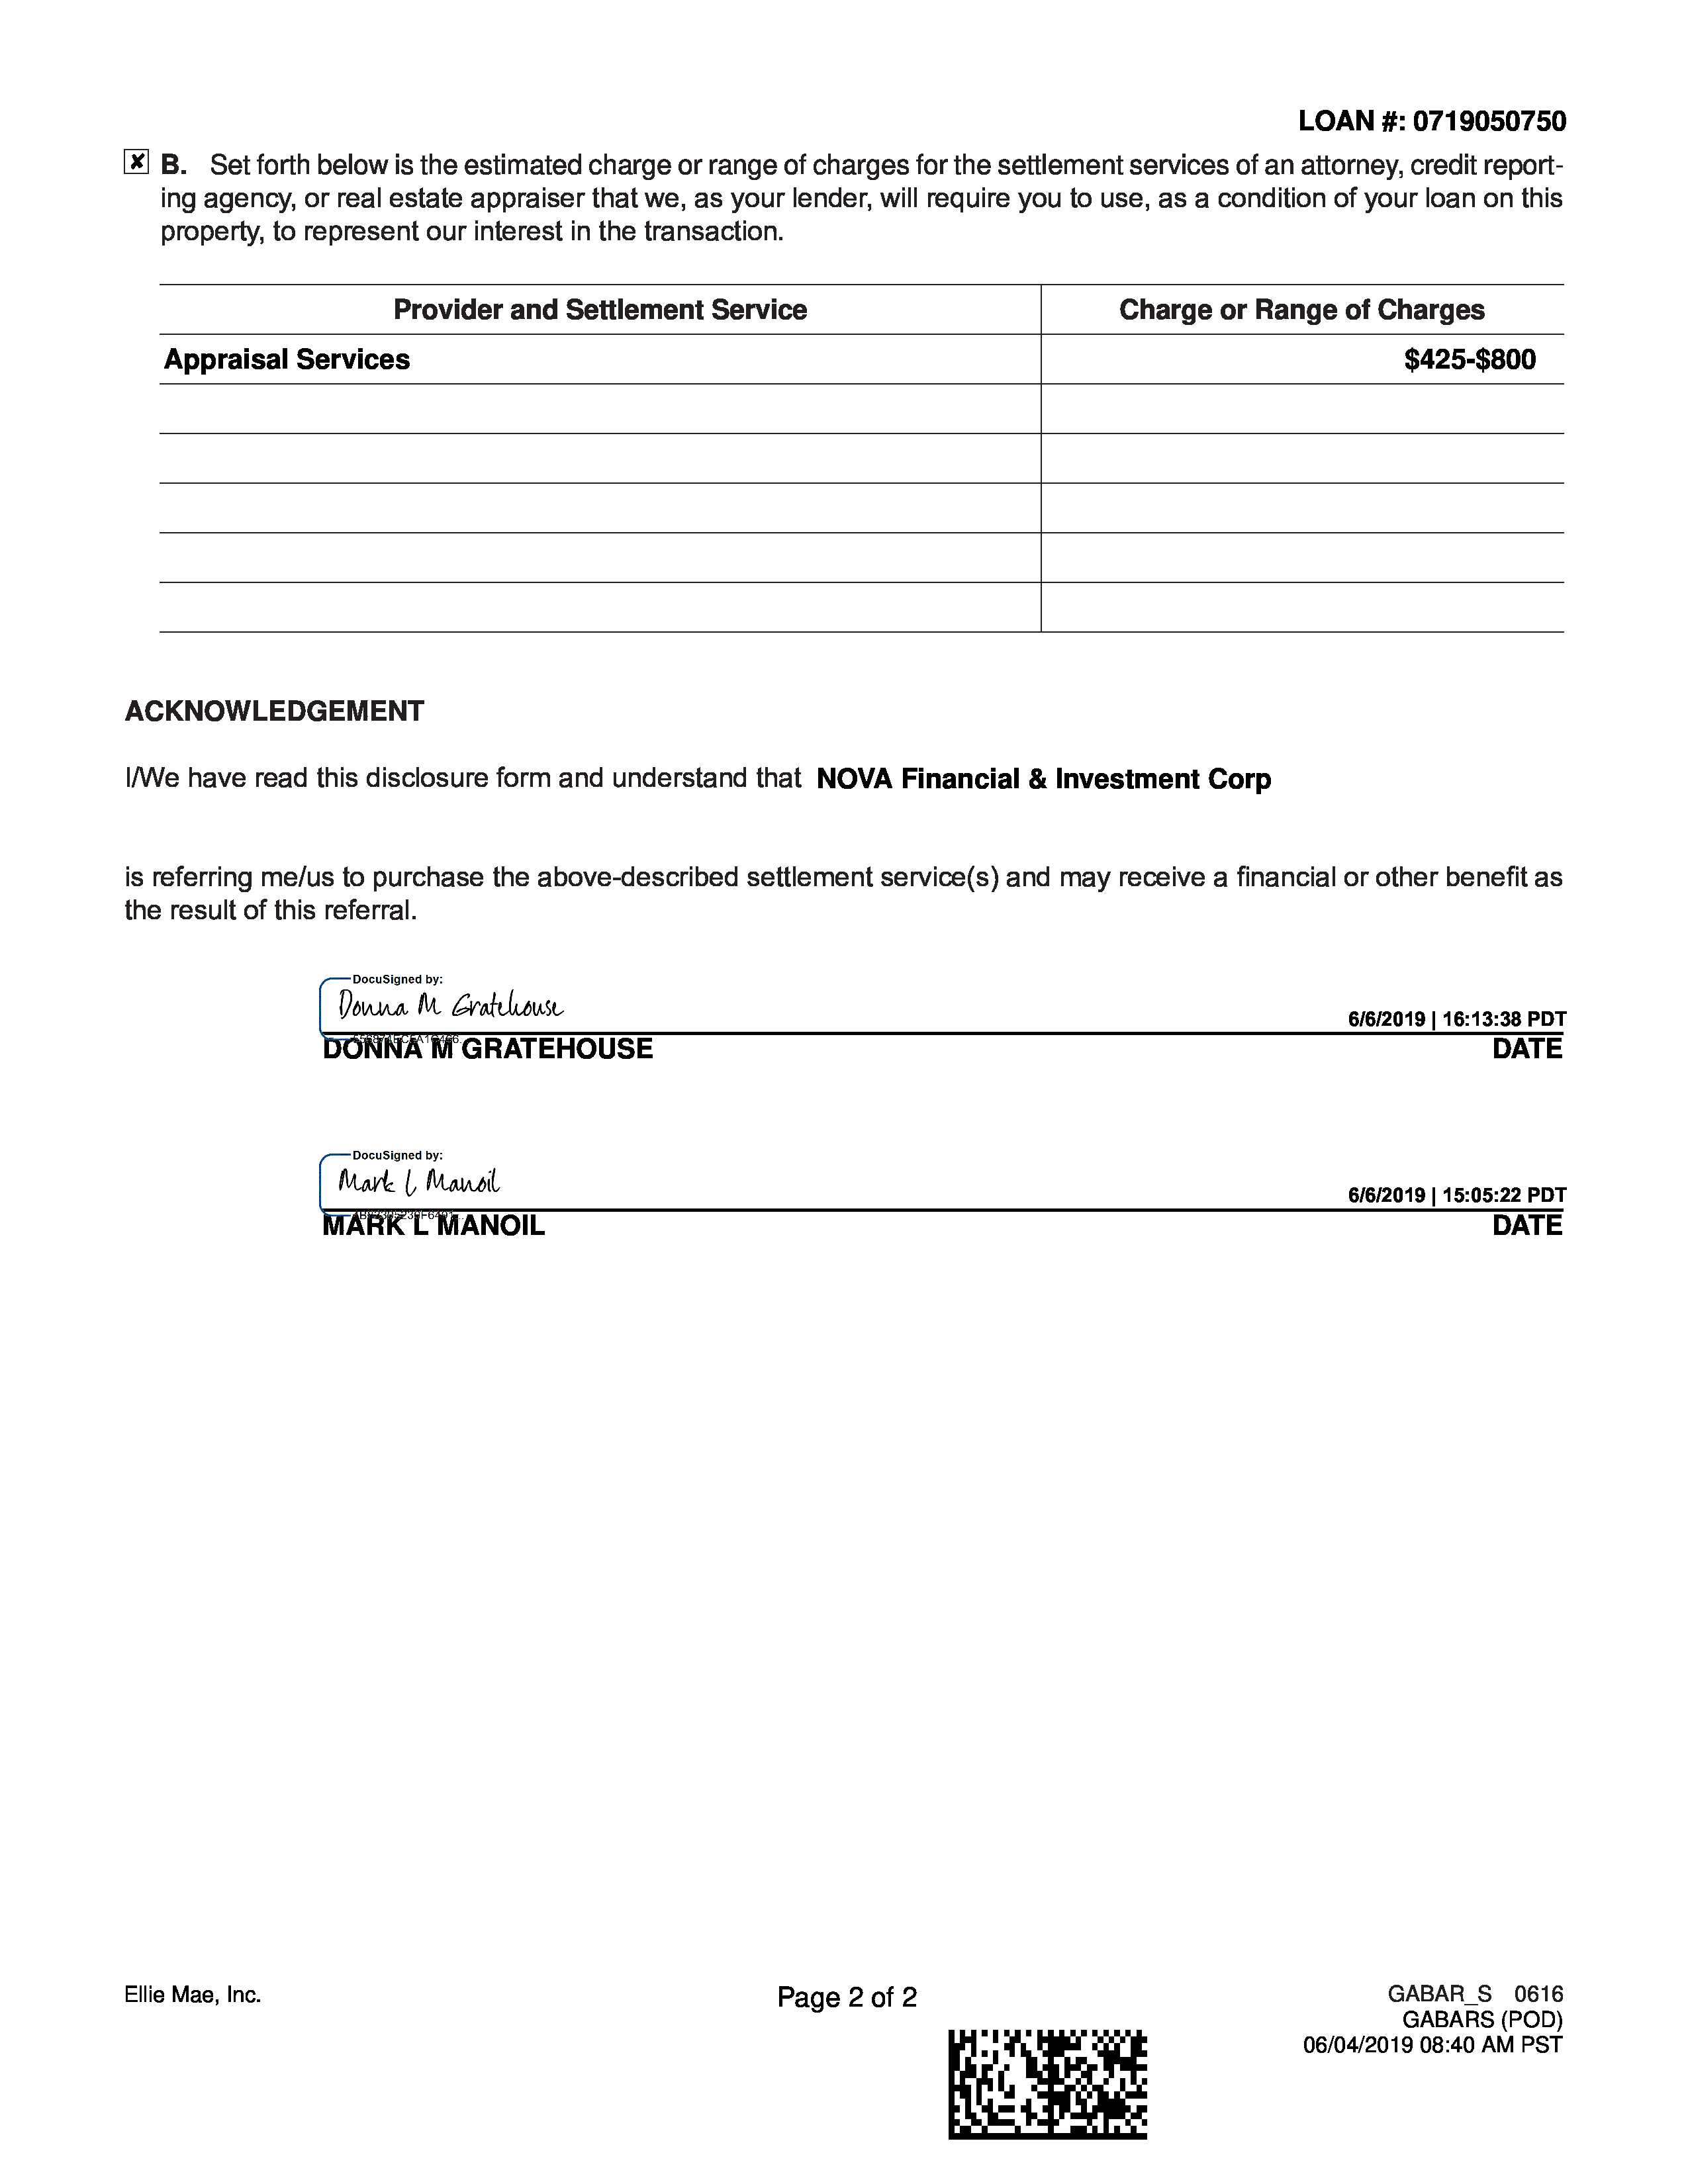 LOAN #: 0719050750
✘ B. Set forth below is the estimated charge or range of charges for the settlement services of an attorney, credit report-
ing agency, or real estate appraiser that we, as your lender, will require you to use, as a condition of your loan on this
property, to represent our interest in the transaction.
Provider and Settlement Service Charge or Range of Charges
Appraisal Services $425-$800
ACKNOWLEDGEMENT
I/We have read this disclosure form and understand that NOVA Financial & Investment Corp
is referring me/us to purchase the above-described settlement service(s) and may receive a financial or other benefit as
the result of this referral.
DocuSigned by:
Donna M Gratehouse
6/6/2019 | 16:13:38 PDT
DONNA M GRATEHOUSE DATE
DocuSigned by:
Mark L Manoil
6/6/2019 | 15:05:22 PDT
MARK L MANOIL DATE
Ellie Mae, Inc. Page 2 of 2 GABAR_S 0616
GABARS (POD)
06/04/2019 08:40 AM PST